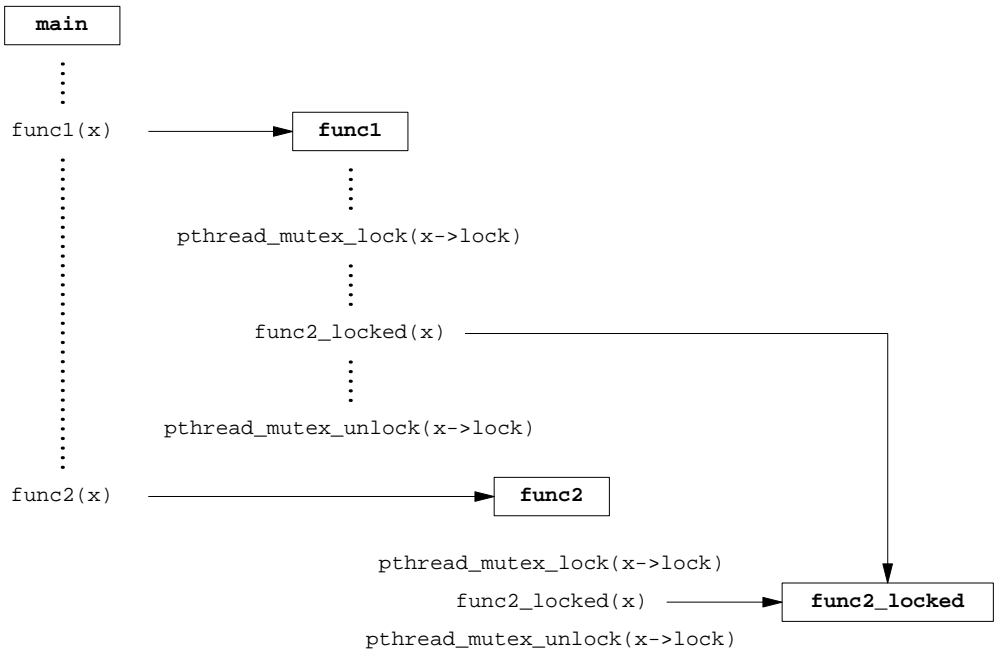 main
func1(x)
func1
pthread_mutex_lock(x->lock)
func2_locked(x)
pthread_mutex_unlock(x->lock)
func2(x)
func2
pthread_mutex_lock(x->lock)
func2_locked(x)
func2_locked
pthread_mutex_unlock(x->lock)